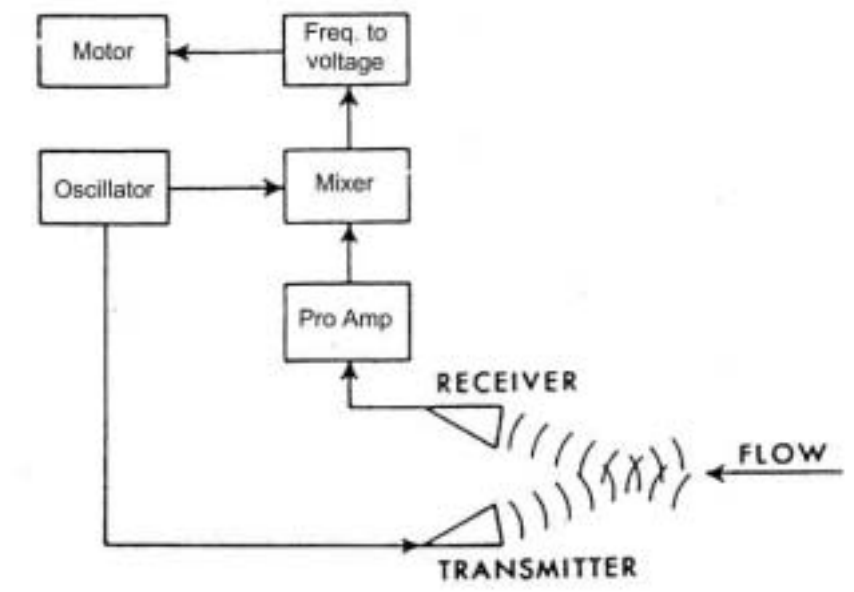 Motor
Freq. to
voltage
Oscillator
Mixer
Pro Amp
RECEIVER
FLOW
TRANSMITTER